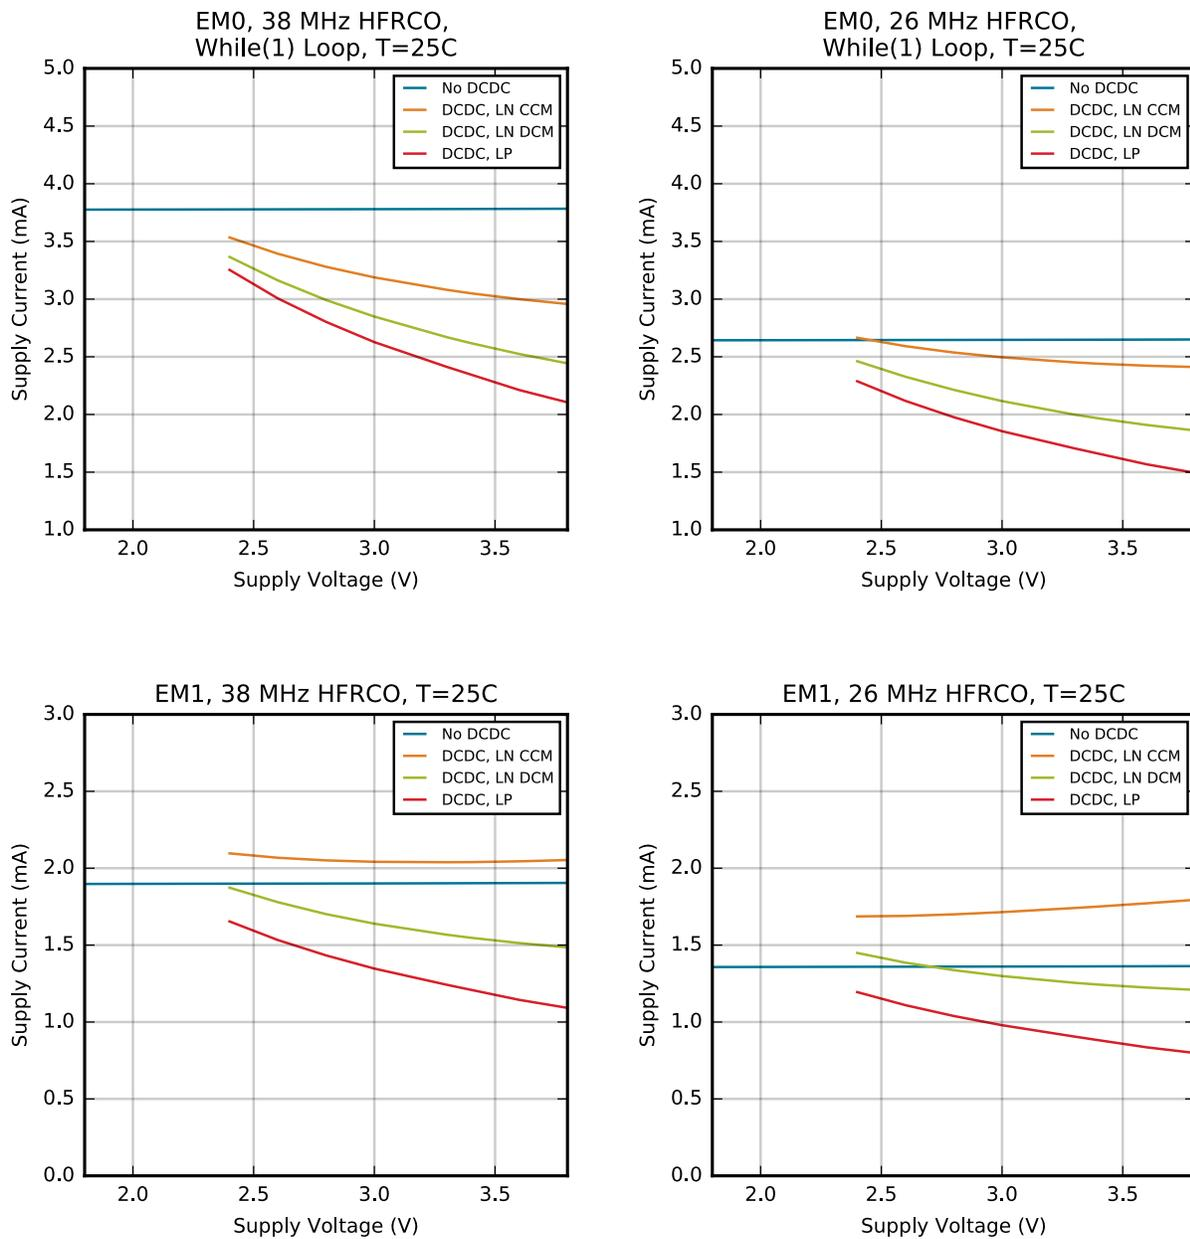 EM0, 38 MHz HFRCO,
While(1) Loop, T=25C
5.0
4.5
4.0
3.5
3.0
2.5
2.0
1.5
1.0
Supply Current (mA)
No DCDC
DCDC, LN CCM
DCDC, LN DCM
DCDC, LP
2.0 2.5 3.0 3.5
Supply Voltage (V)
EM0, 26 MHz HFRCO,
While(1) Loop, T=25C
5.0
4.5
4.0
3.5
3.0
2.5
2.0
1.5
1.0
Supply Current (mA)
No DCDC
DCDC, LN CCM
DCDC, LN DCM
DCDC, LP
2.0 2.5 3.0 3.5
Supply Voltage (V)
EM1, 38 MHz HFRCO, T=25C
3.0
2.5
2.0
1.5
1.0
0.5
0.0
Supply Current (mA)
No DCDC
DCDC, LN CCM
DCDC, LN DCM
DCDC, LP
2.0 2.5 3.0 3.5
Supply Voltage (V)
EM1, 26 MHz HFRCO, T=25C
3.0
2.5
2.0
1.5
1.0
0.5
0.0
Supply Current (mA)
No DCDC
DCDC, LN CCM
DCDC, LN DCM
DCDC, LP
2.0 2.5 3.0 3.5
Supply Voltage (V)